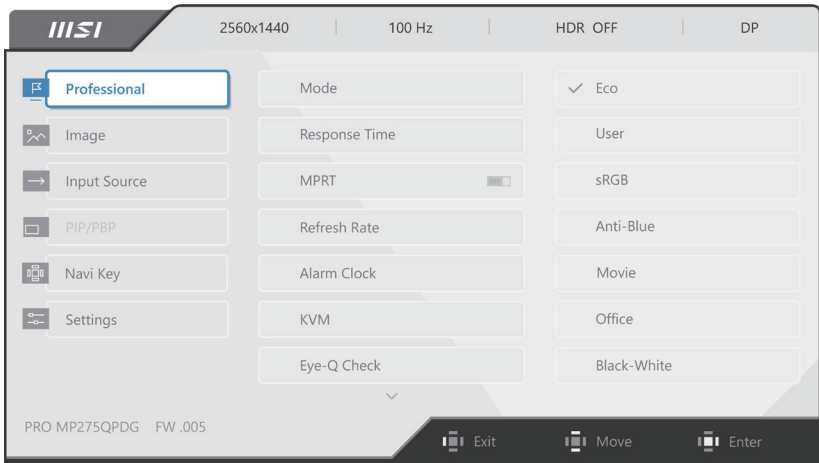 msi
2560x1440 100 Hz HDR OFF DP
Professional
Image
Input Source
PIP/PBP
Navi Key
Settings
Mode
Response Time
MPRT
Refresh Rate
Alarm Clock
KVM
Eye-Q Check
Eco
User
sRGB
Anti-Blue
Movie
Office
Black-White
PRO MP275QPDG FW .005
Exit Move Enter